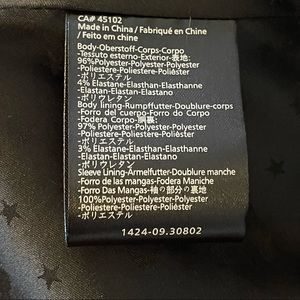 CA# 45102
Made in China / Fabriqué en Chine
/ Feito em chine
Body-Oberstoff-Corps-Corpo
-Tessuto esterno-Exterior-表地:
96%Polyester-Polyester-Polyester
-Poliestere-Poliestere-Poliéster
-ポリエステル
4% Elastane-Elasthan-Elasthanne
-Elastan-Elastan-Elastano
-ポリウレタン
Body lining-Rumpffutter-Doublure-corps
-Forro del cuerpo-Forro do Corpo
-Fodera Corpo-胴裏:
97% Polyester-Polyester-Polyester
-Poliestere-Poliestere-Poliéster
-ポリエステル
3% Elastane-Elasthan-Elasthanne
-Elastan-Elastan-Elastano
-ポリウレタン
Sleeve Lining-Ärmelfutter-Doublure manche
-Forro de las mangas-Fodera Maniche
-Forro Das Mangas-袖の部分の裏地
100%Polyester-Polyester-Polyester
-Poliestere-Poliestere-Poliéster
-ポリエステル
1424-09.30802